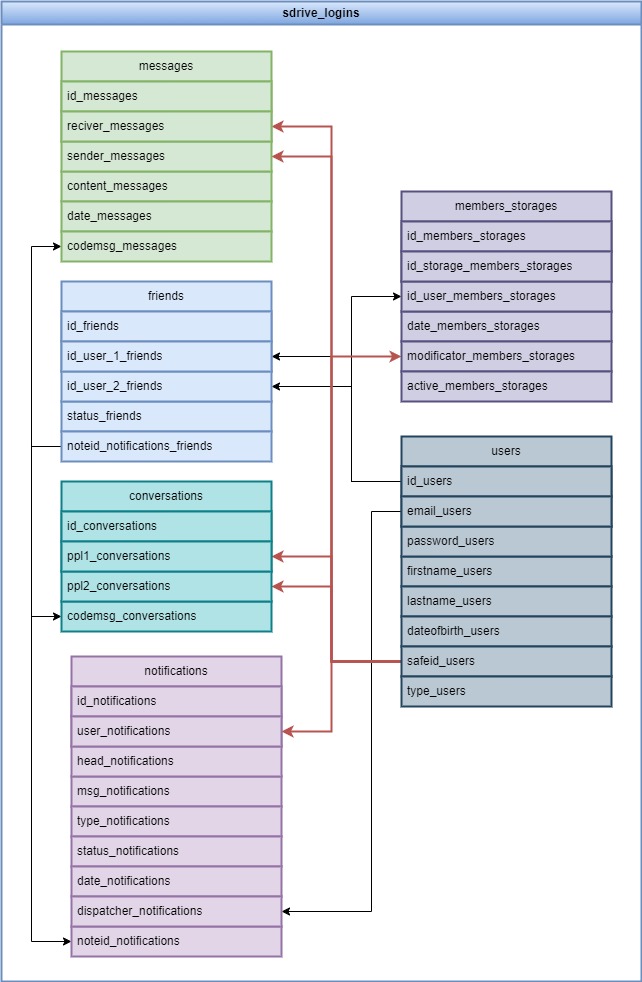 sdrive_logins
messages
id_messages
reciver_messages
sender_messages
content_messages
date_messages
codemsg_messages
friends
id_friends
id_user_1_friends
id_user_2_friends
status_friends
noteid_notifications_friends
conversations
id_conversations
ppl1_conversations
ppl2_conversations
codemsg_conversations
notifications
id_notifications
user_notifications
head_notifications
msg_notifications
type_notifications
status_notifications
date_notifications
dispatcher_notifications
noteid_notifications
members_storages
id_members_storages
id_storage_members_storages
id_user_members_storages
date_members_storages
modificator_members_storages
active_members_storages
users
id_users
email_users
password_users
firstname_users
lastname_users
dateofbirth_users
safeid_users
type_users